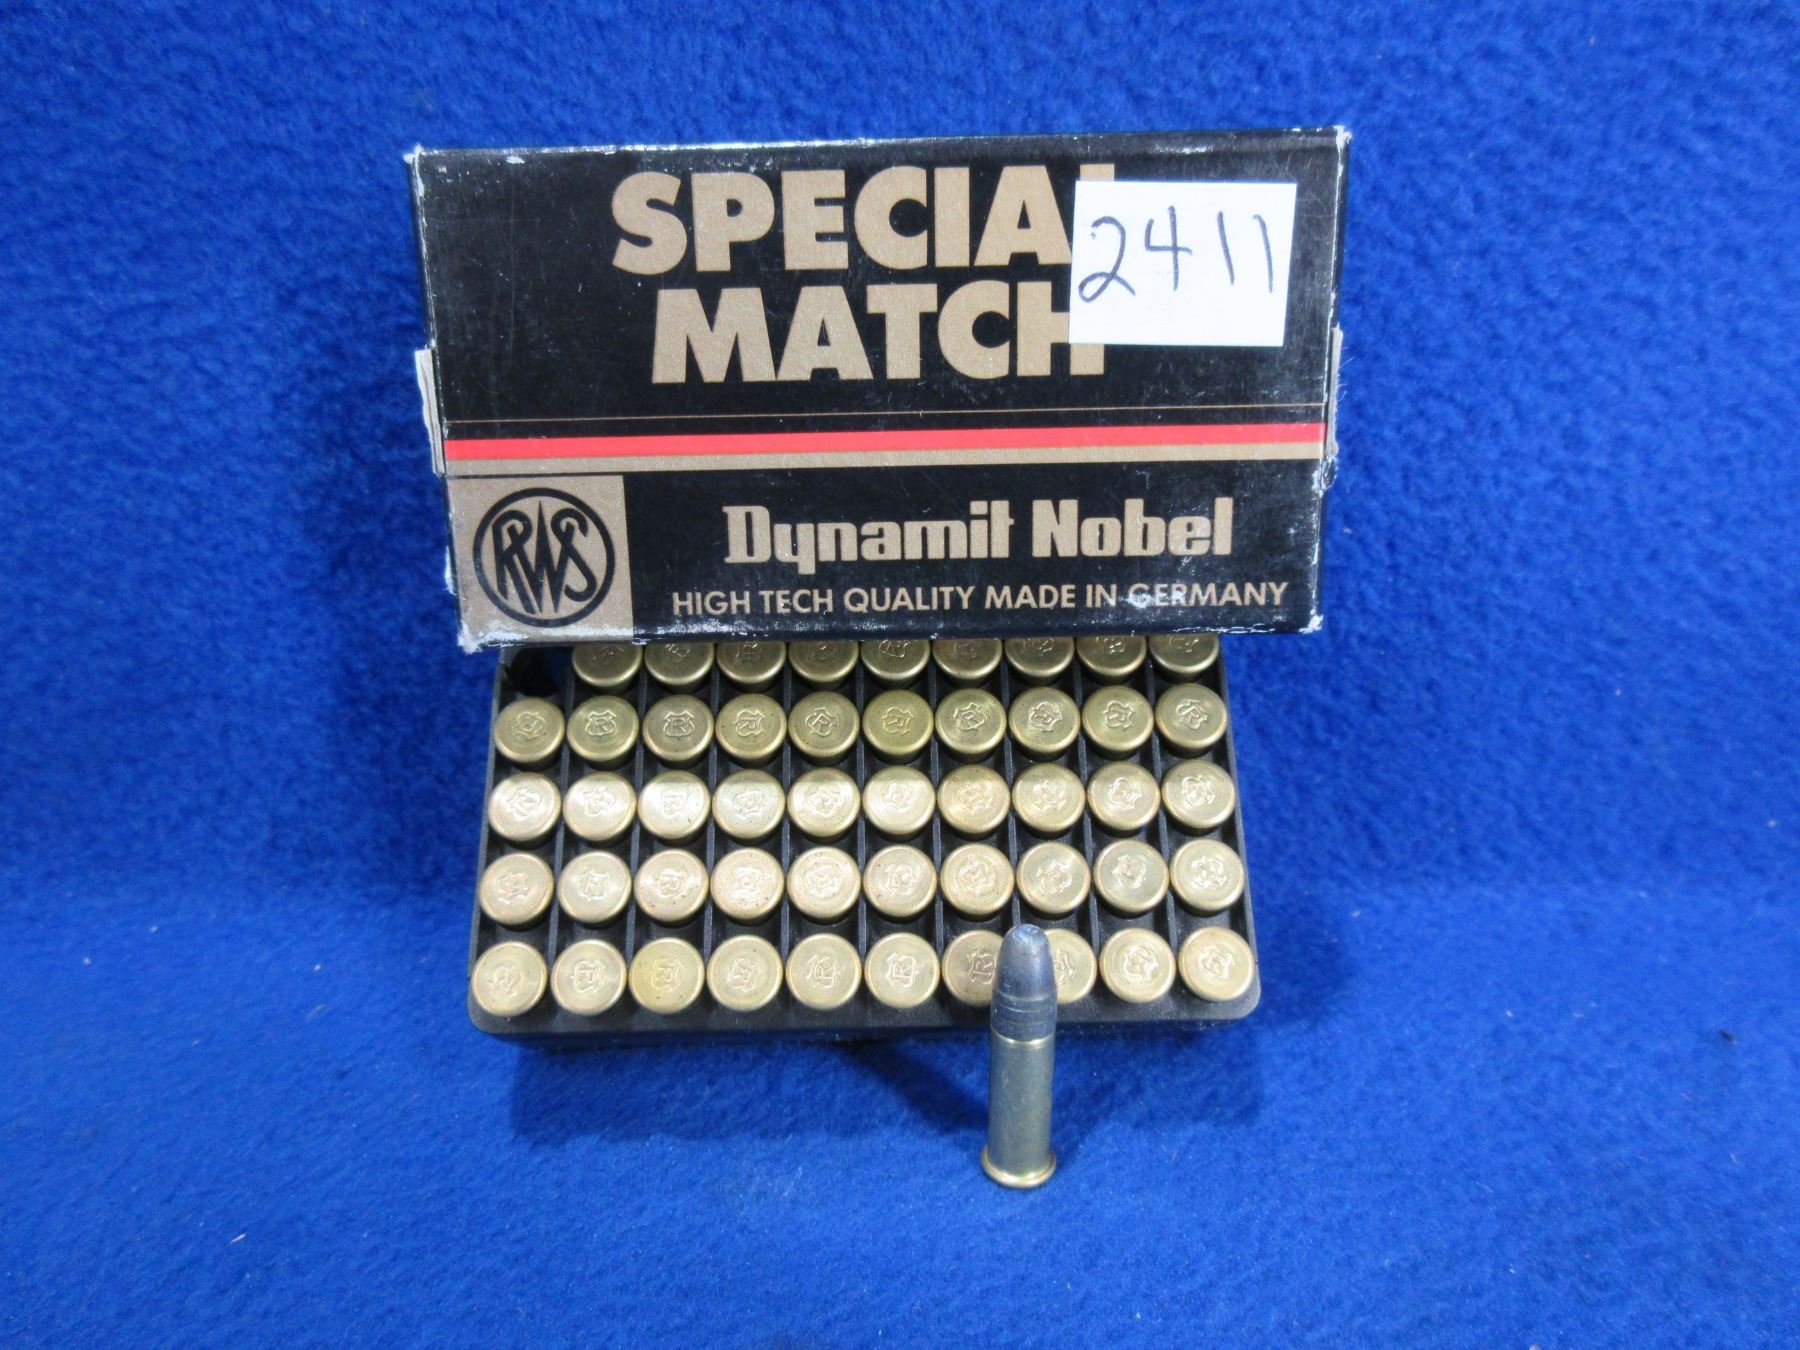 SPECIAL
2411
MATCH
RWS
Dynamit Nobel
HIGH TECH QUALITY MADE IN GERMANY
R